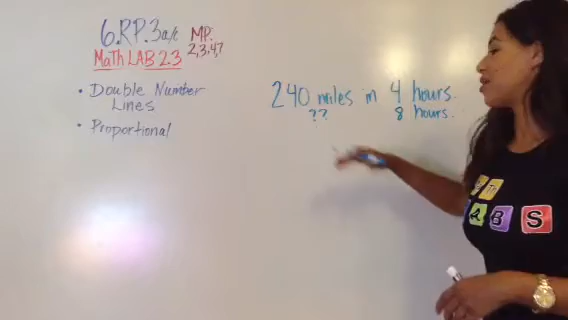 6.RP.3a/c
MP.
2,3,4,7
Math LAB 2.3
• Double Number
Lines
• Proportional
240 miles in 4 hours.
?? 8 hours.
S